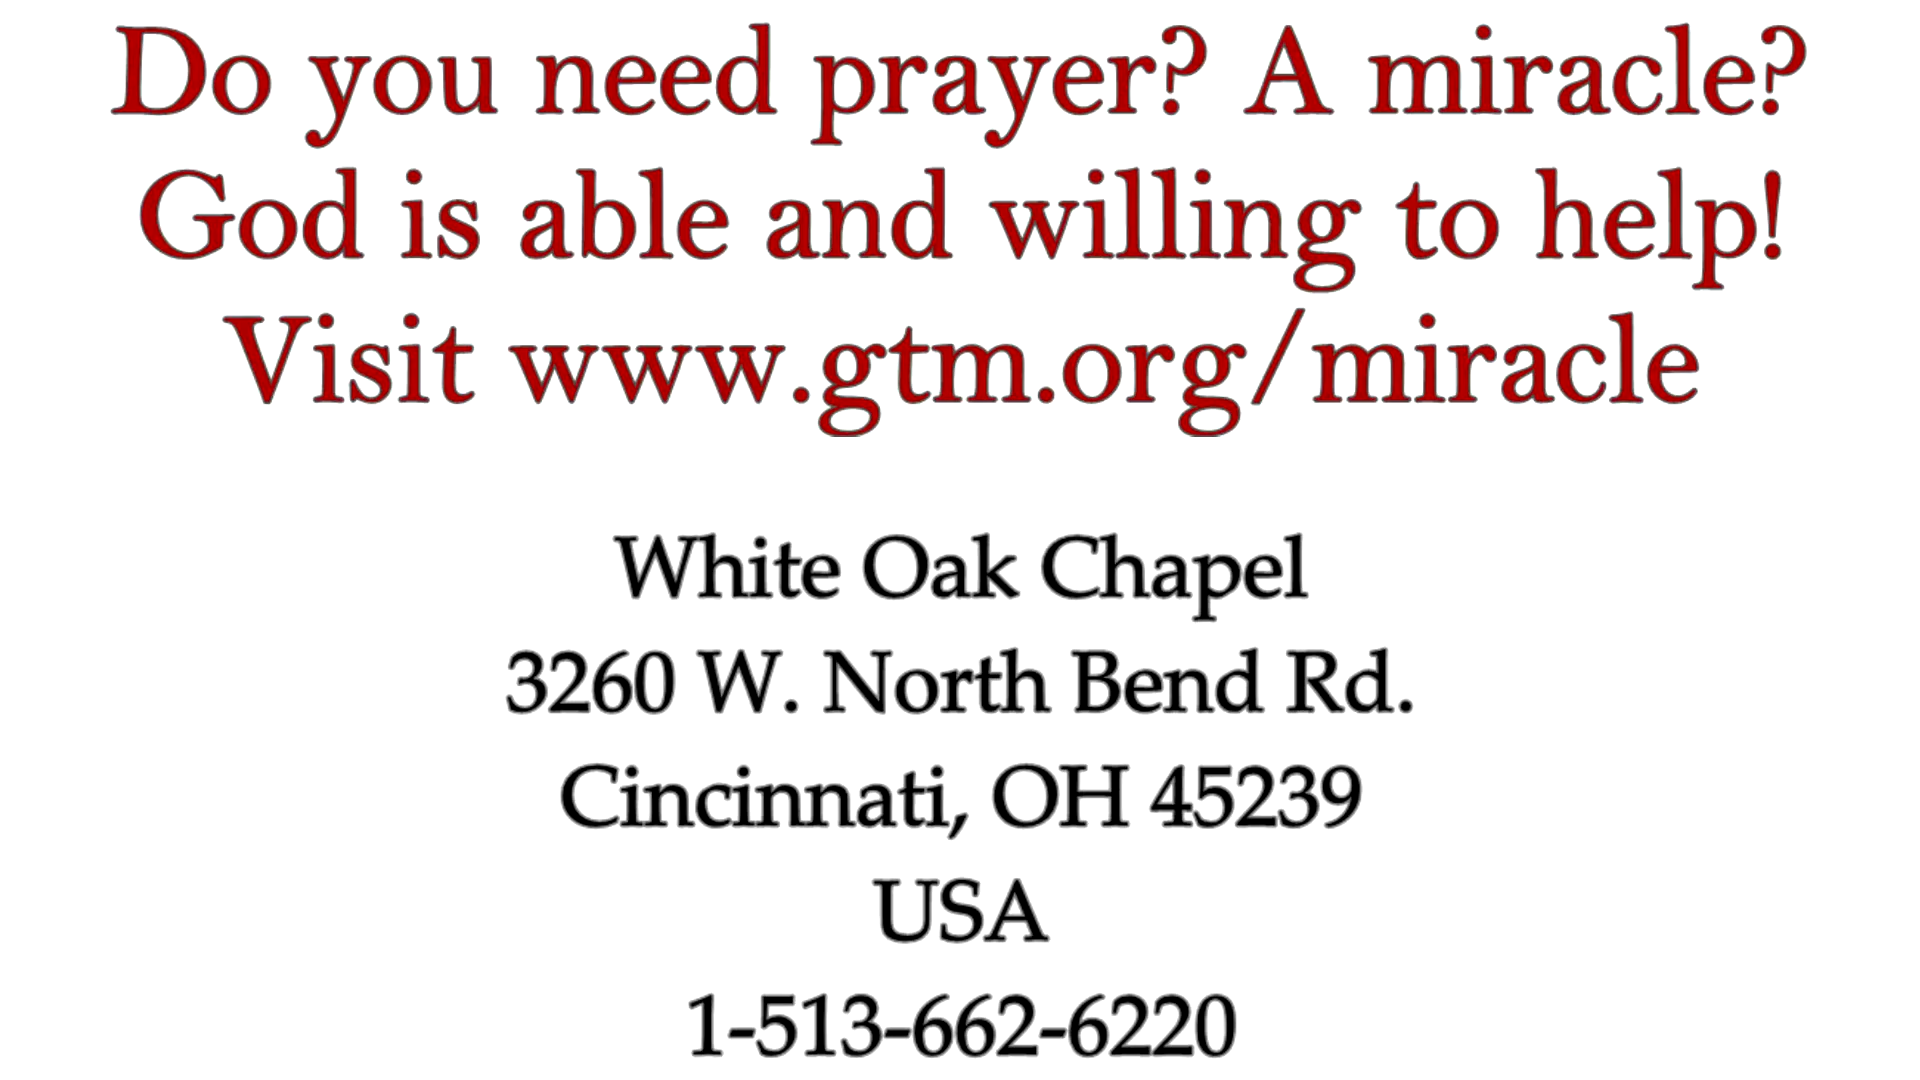 Do you need prayer? A miracle?
God is able and willing to help!
Visit www.gtm.org/miracle
White Oak Chapel
3260 W. North Bend Rd.
Cincinnati, OH 45239
USA
1-513-662-6220